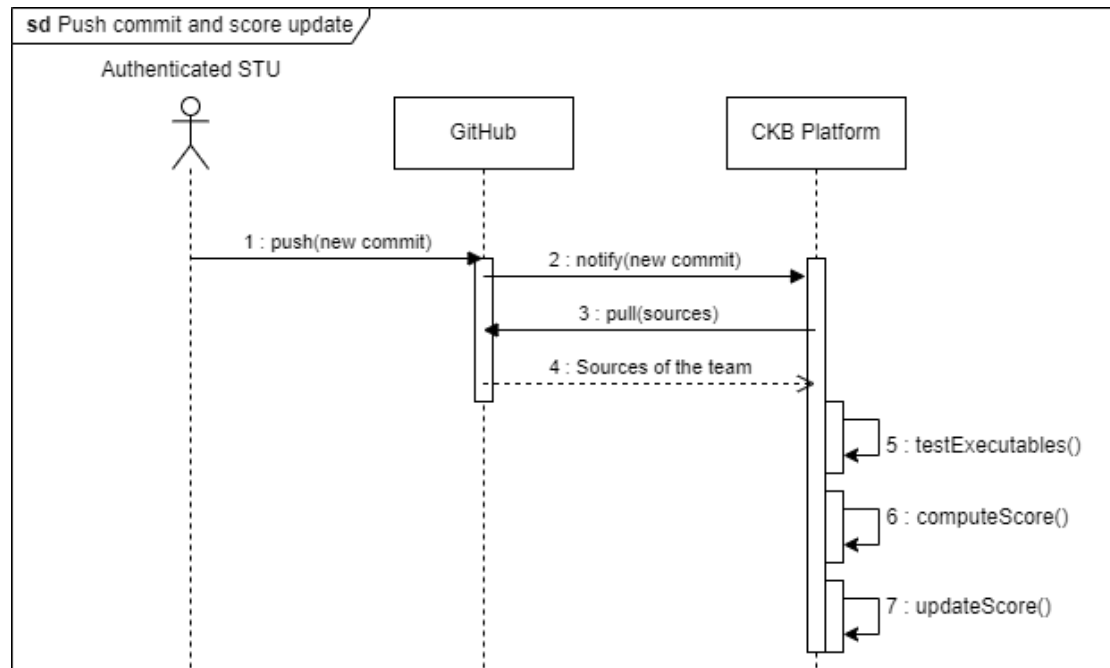 sd Push commit and score update
Authenticated STU
GitHub
CKB Platform
1 : push(new commit)
2 : notify(new commit)
3 : pull(sources)
4 : Sources of the team
5 : testExecutables()
6 : computeScore()
7 : updateScore()